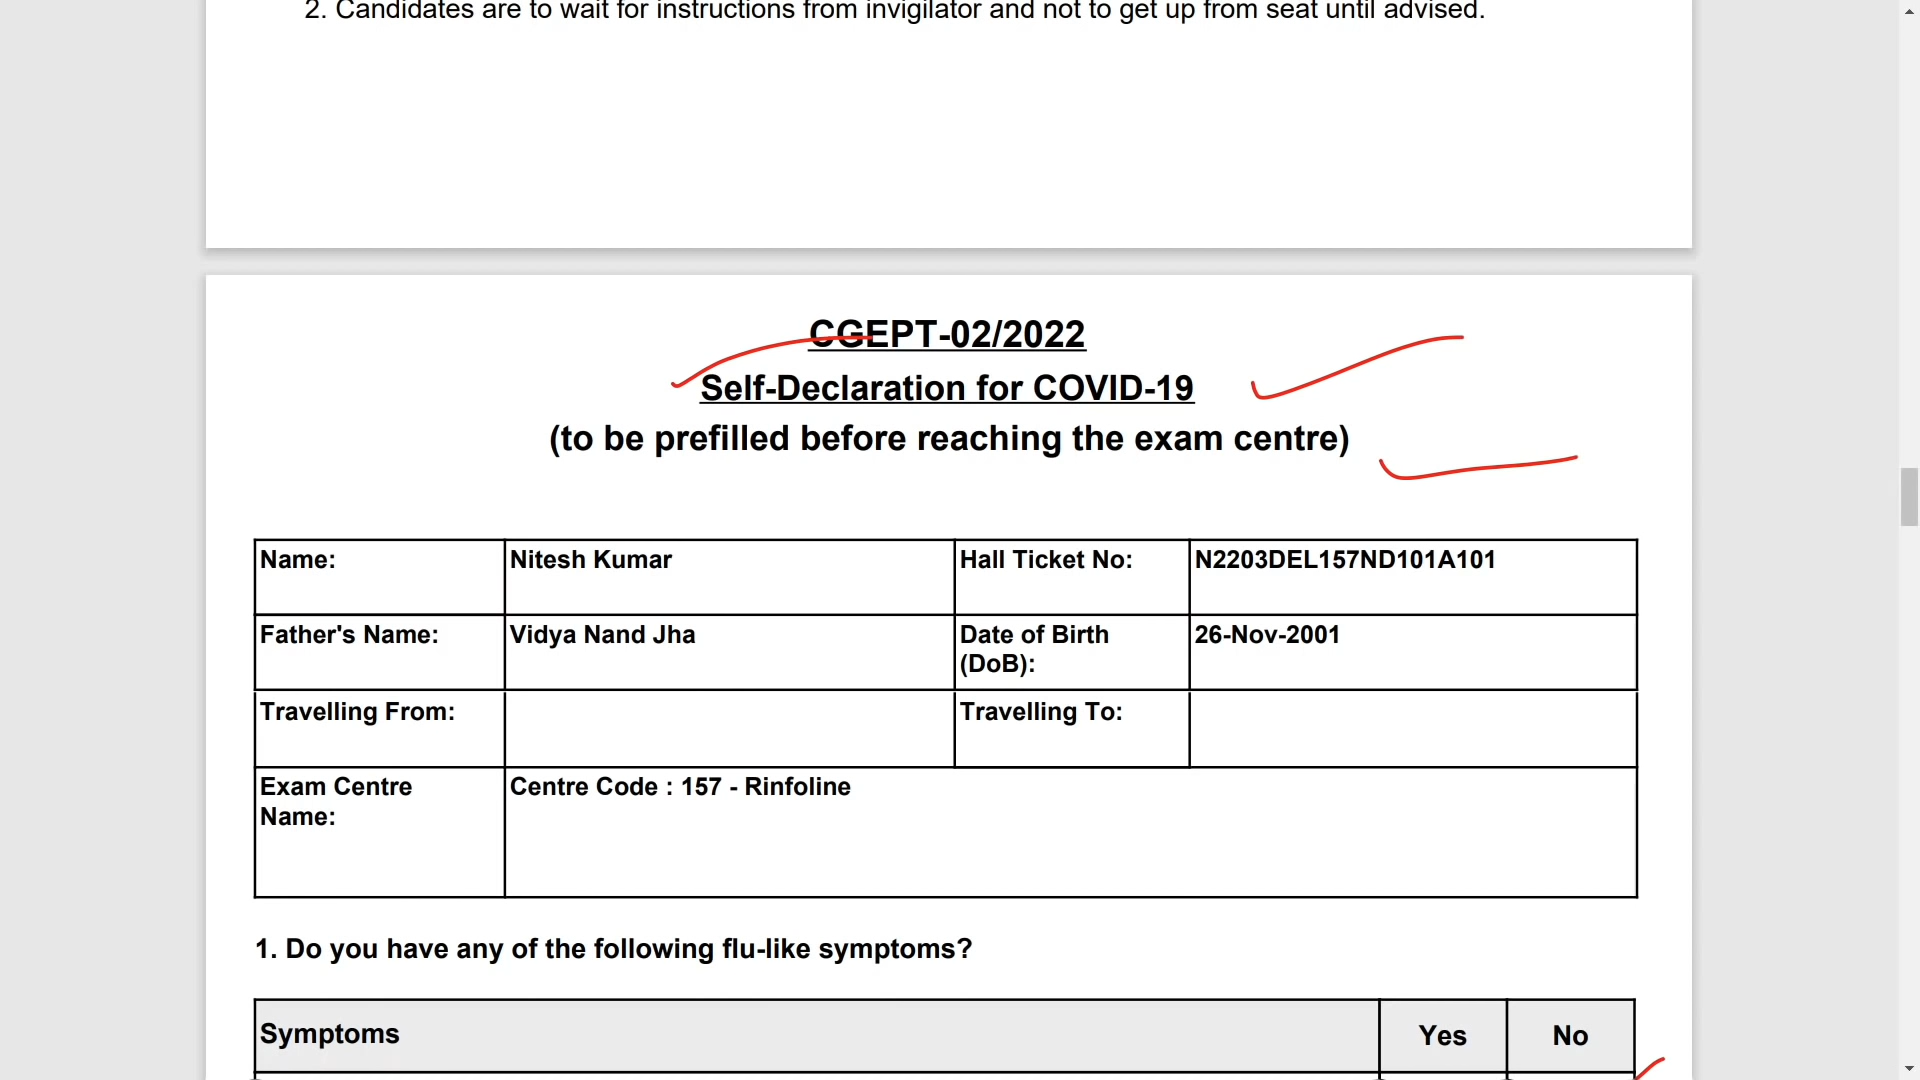 2. Candidates are to wait for instructions from invigilator and not to get up from seat until advised.
CGEPT-02/2022
Self-Declaration for COVID-19
(to be prefilled before reaching the exam centre)
Name: Nitesh Kumar Hall Ticket No: N2203DEL157ND101A101
Father's Name: Vidya Nand Jha Date of Birth (DoB): 26-Nov-2001
Travelling From: Travelling To:
Exam Centre Name: Centre Code : 157 - Rinfoline
1. Do you have any of the following flu-like symptoms?
Symptoms Yes No